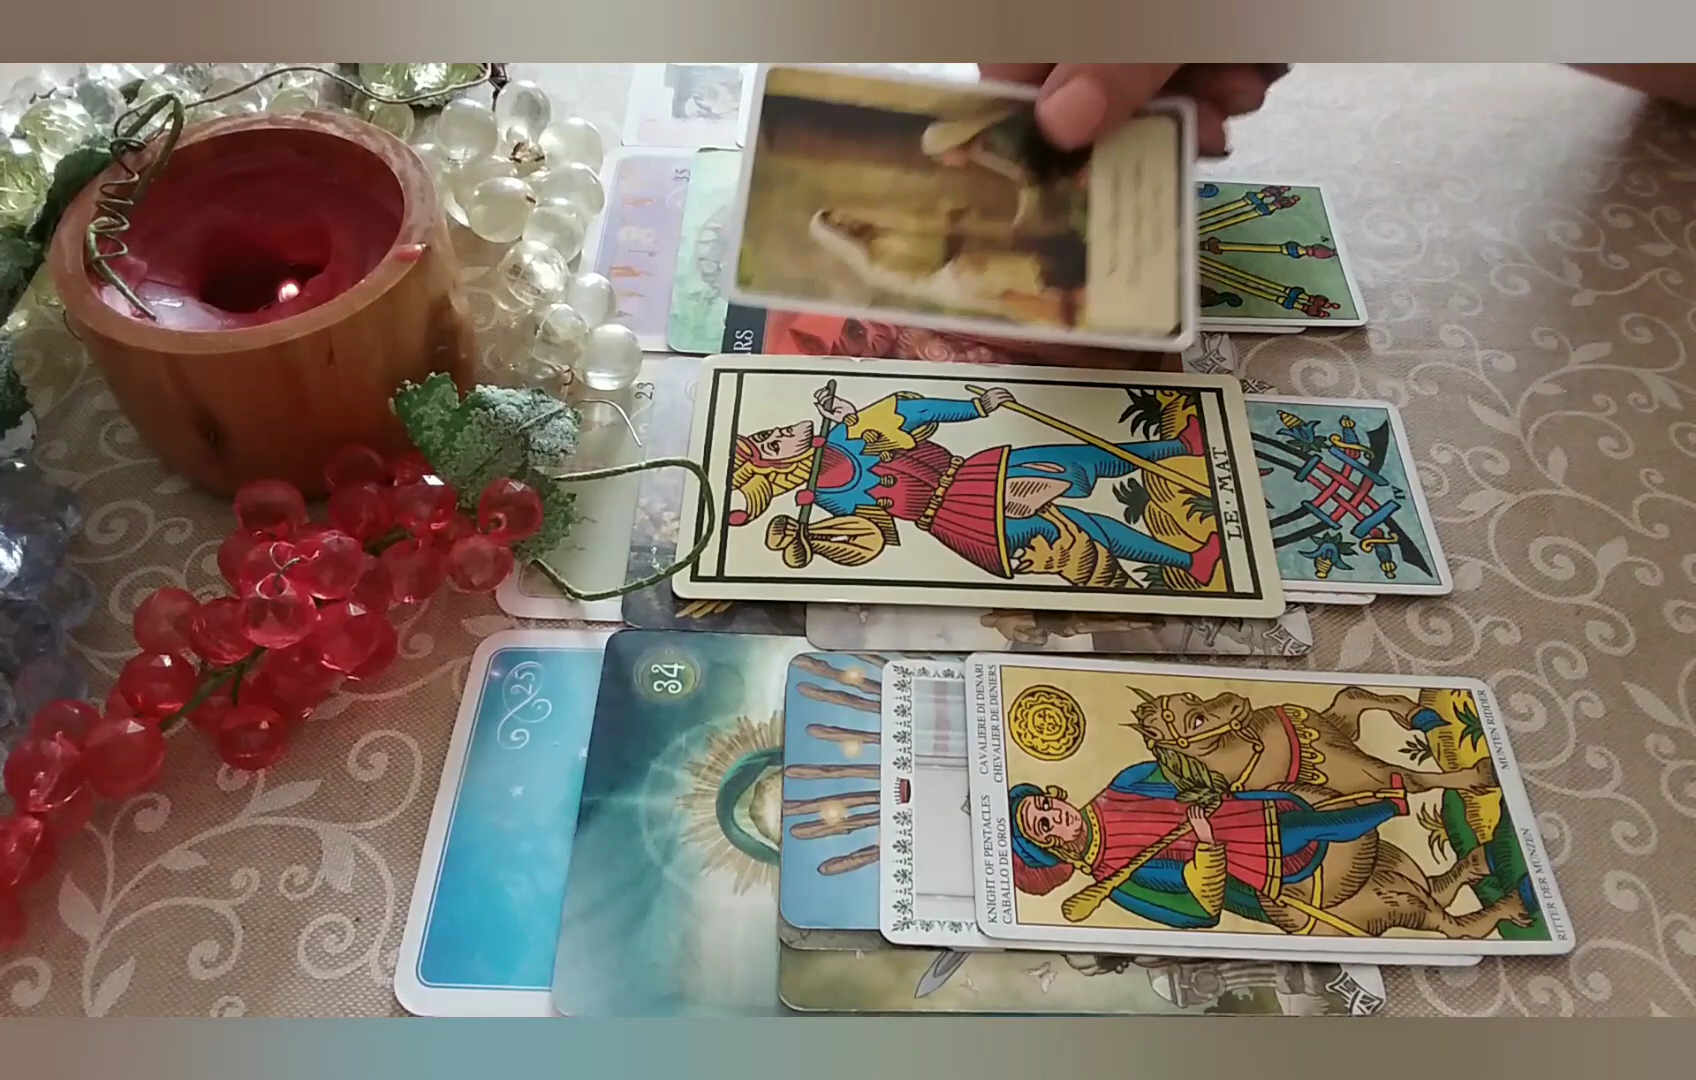 35
RS
V
23
LE·MAT
IV
25
34
KNIGHT OF PENTACLES
CABALLO DE OROS
CAVALIERE DI DENARI
CHEVALIER DE DENIERS
RITTER DER MÜNZEN
MUNTEN RIDDER